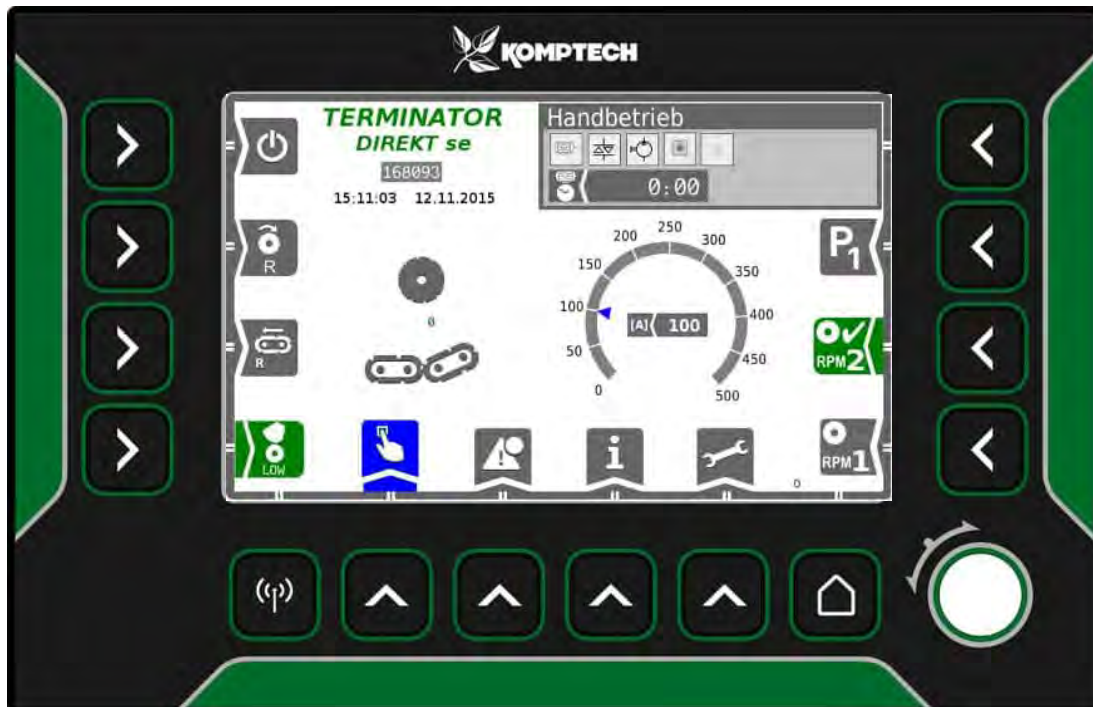 KOMPTECH
TERMINATOR
DIREKT se
168093
15:11:03 12.11.2015
Handbetrieb
0:00
R
R
LOW
0
0
50
100
150
200
250
300
350
400
450
500
[A] 100
P1
RPM2
RPM1
0
i